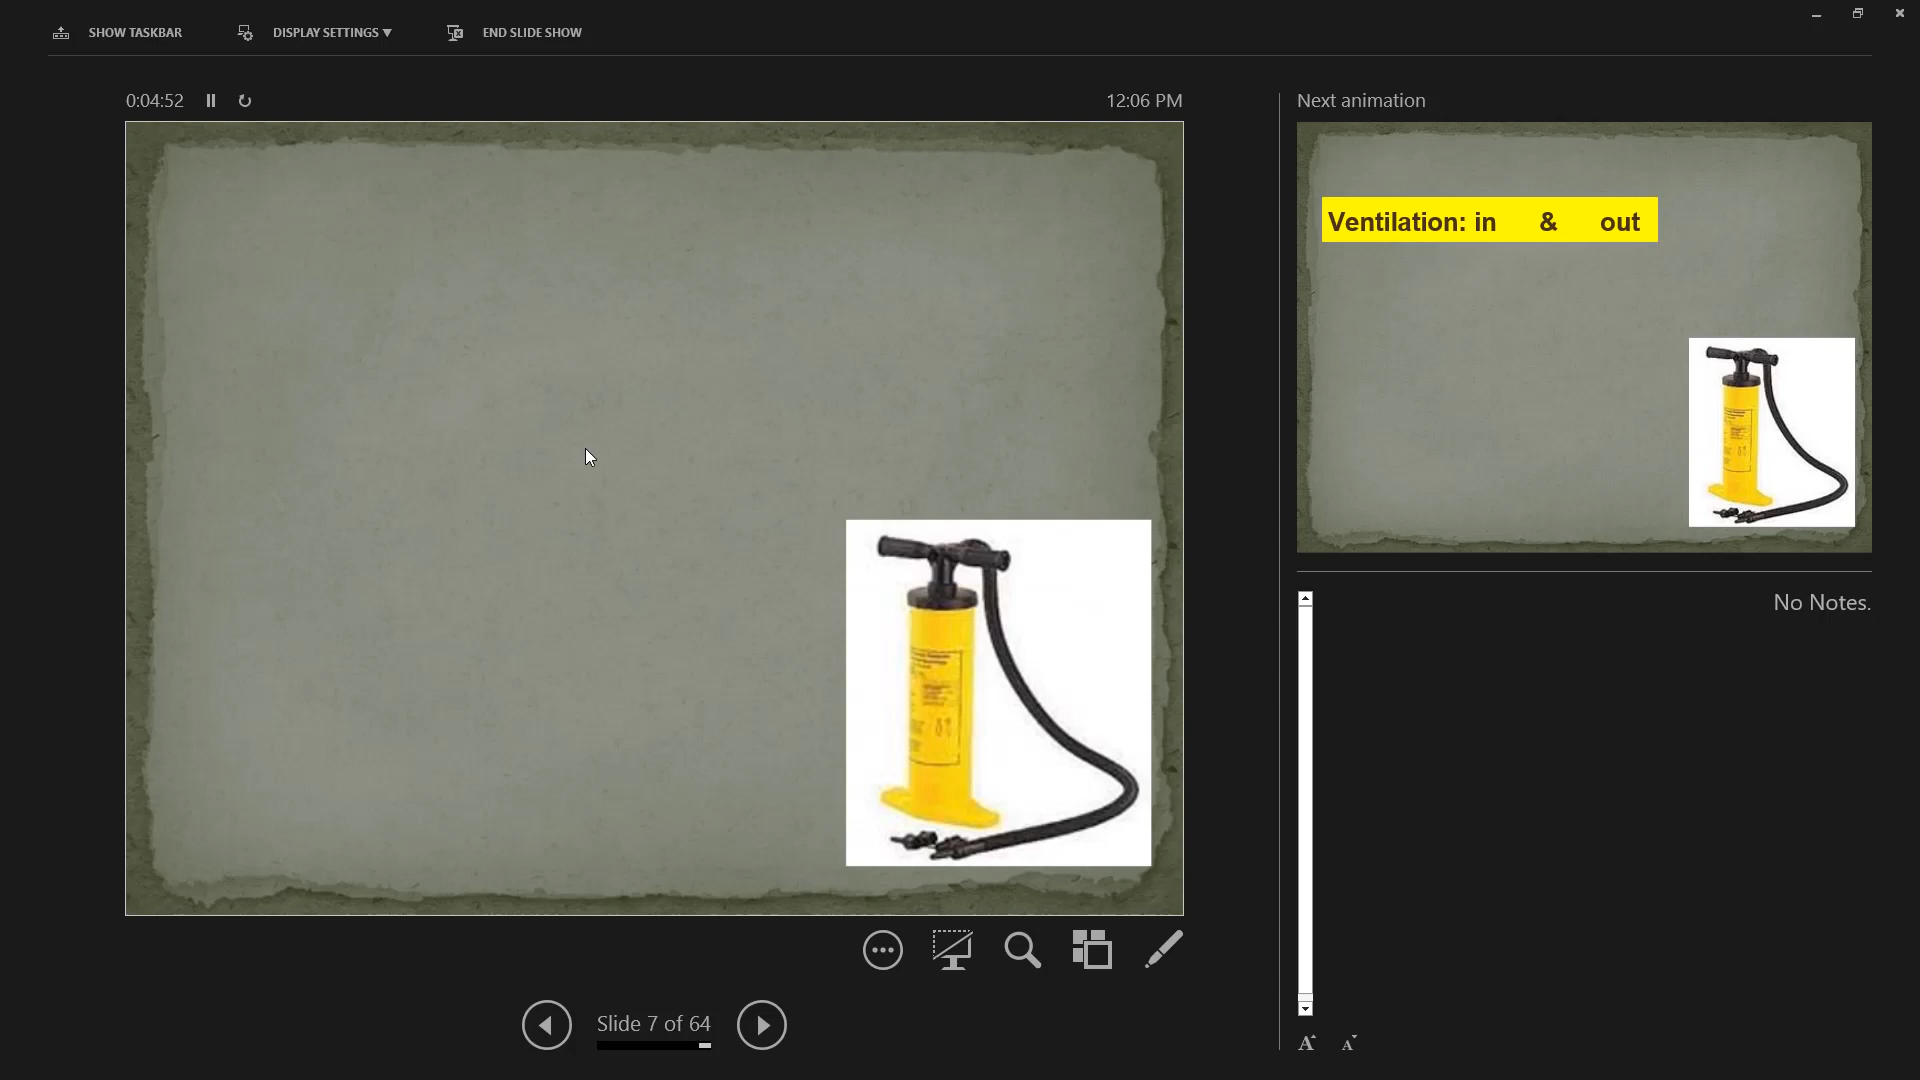 SHOW TASKBAR
DISPLAY SETTINGS ▼
END SLIDE SHOW
0:04:52
12:06 PM
Next animation
Ventilation: in & out
No Notes.
Slide 7 of 64
A A